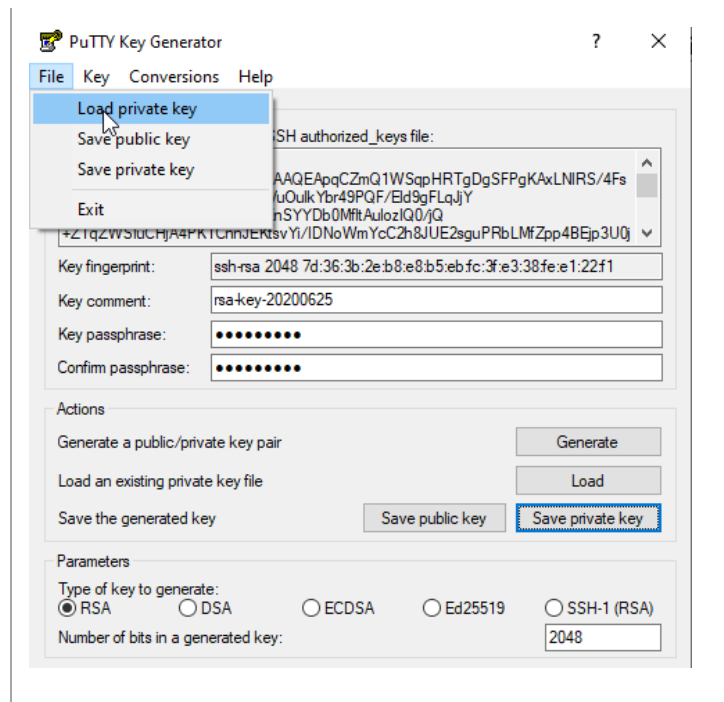 PuTTY Key Generator
File Key Conversions Help
Load private key
Save public key
Save private key
Exit
SSH authorized_keys file:
AAQEApqCZmQ1WSqpHRTgDgSFPgKAxLNIRS/4Fs
uOulkYbr49PQF/Eld9gFLqJjY
nSYYDb0MfltAulozIQ0/jQ
Key fingerprint: ssh-rsa 2048 7d:36:3b:2e:b8:e8:b5:eb:fc:3f:e3:38:fe:e1:22:f1
Key comment: rsa-key-20200625
Key passphrase: •••••••••
Confirm passphrase: •••••••••
Actions
Generate a public/private key pair Generate
Load an existing private key file Load
Save the generated key Save public key Save private key
Parameters
Type of key to generate:
RSA DSA ECDSA Ed25519 SSH-1 (RSA)
Number of bits in a generated key: 2048